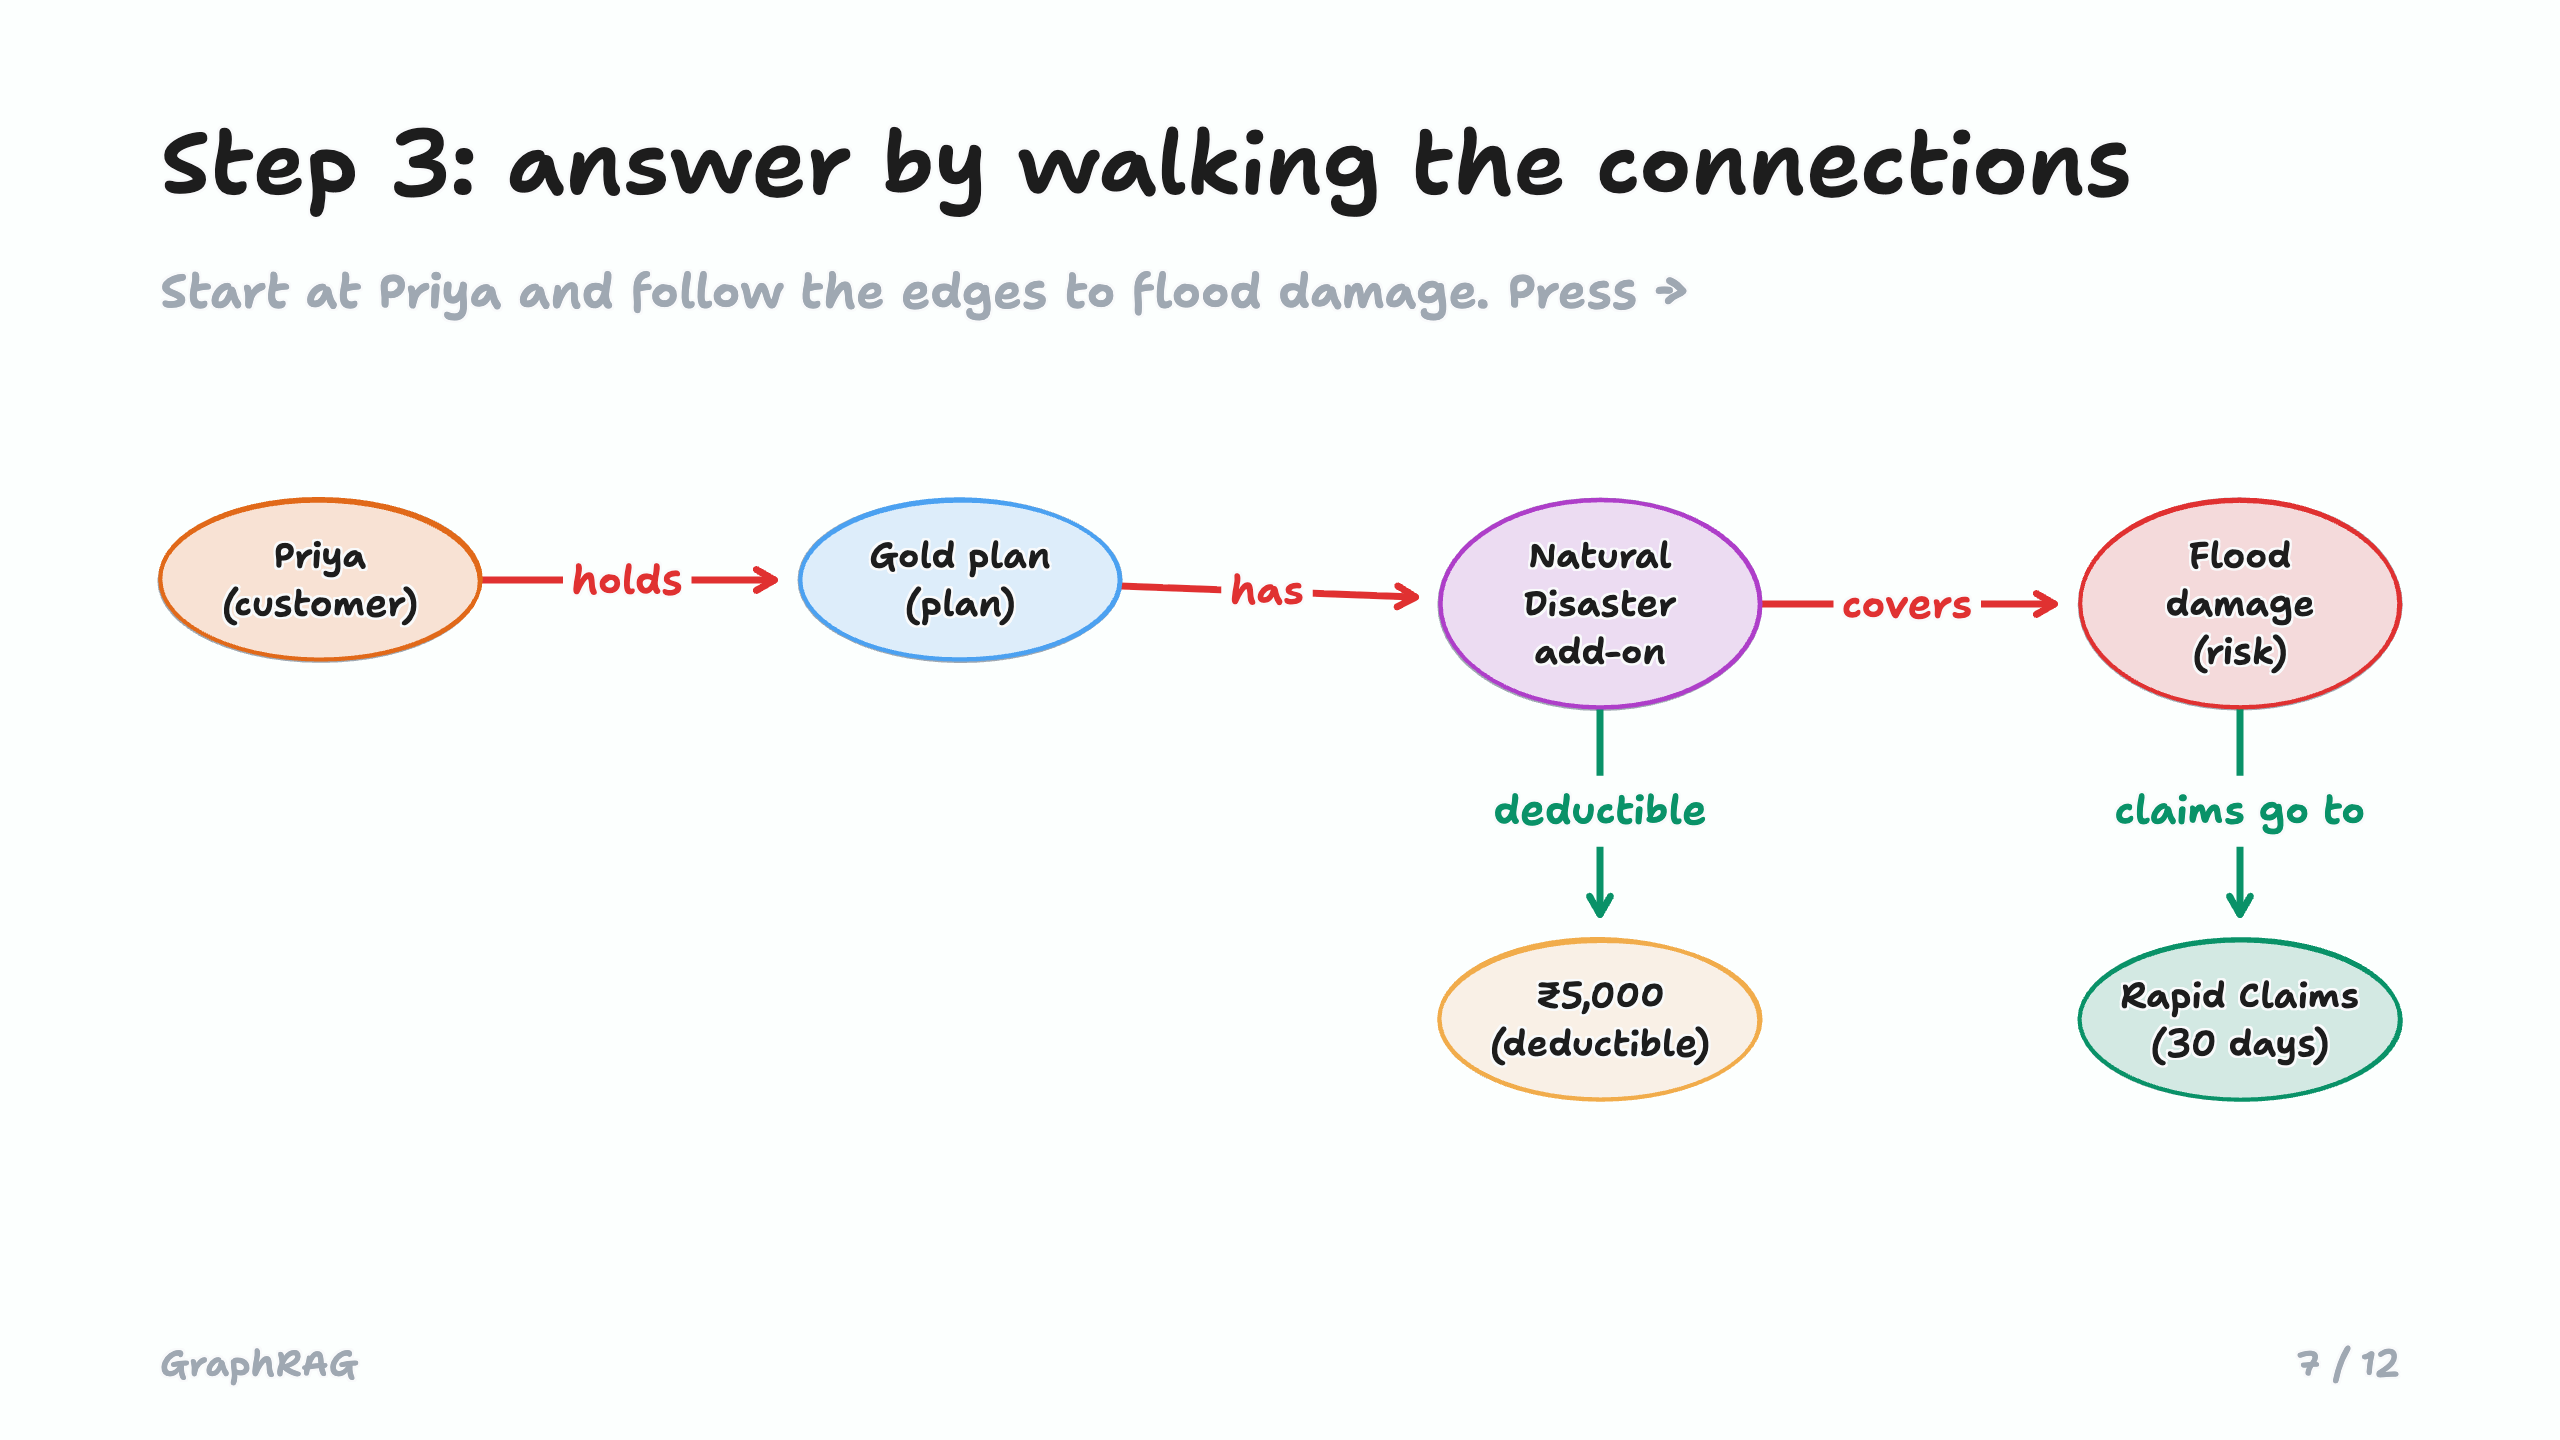 Step 3: answer by walking the connections
Start at Priya and follow the edges to flood damage. Press →
Priya
(customer)
holds
Gold plan
(plan)
has
Natural
Disaster
add-on
covers
Flood
damage
(risk)
deductible
claims go to
₹5,000
(deductible)
Rapid Claims
(30 days)
GraphRAG
7 / 12